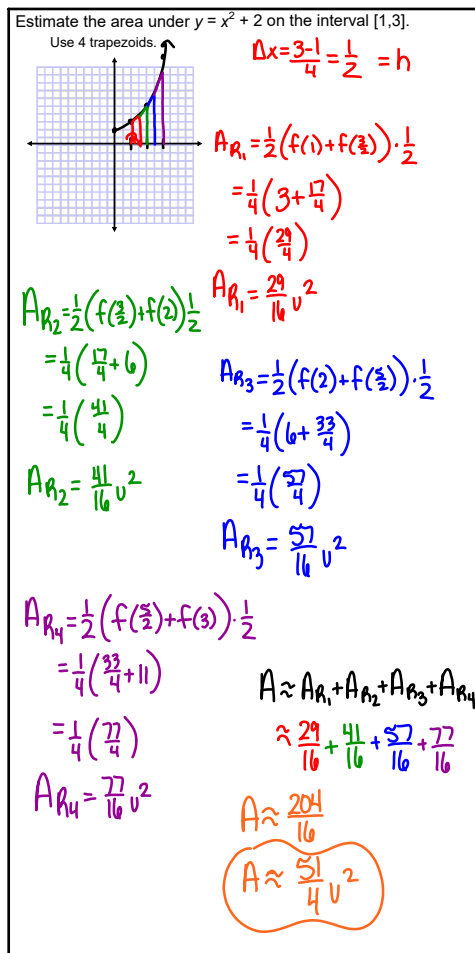 Estimate the area under y = x² + 2 on the interval [1,3].
Use 4 trapezoids.
Δx = (3-1)/4 = 1/2 = h
A_R₁ = 1/2(f(1)+f(3/2))·1/2
= 1/4(3+17/4)
= 1/4(29/4)
A_R₁ = 29/16 u²
A_R₂ = 1/2(f(3/2)+f(2))1/2
= 1/4(17/4+6)
= 1/4(41/4)
A_R₂ = 41/16 u²
A_R₃ = 1/2(f(2)+f(5/2))·1/2
= 1/4(6+33/4)
= 1/4(57/4)
A_R₃ = 57/16 u²
A_R₄ = 1/2(f(5/2)+f(3))·1/2
= 1/4(33/4+11)
= 1/4(77/4)
A_R₄ = 77/16 u²
A ≈ A_R₁ + A_R₂ + A_R₃ + A_R₄
≈ 29/16 + 41/16 + 57/16 + 77/16
A ≈ 204/16
A ≈ 51/4 u²